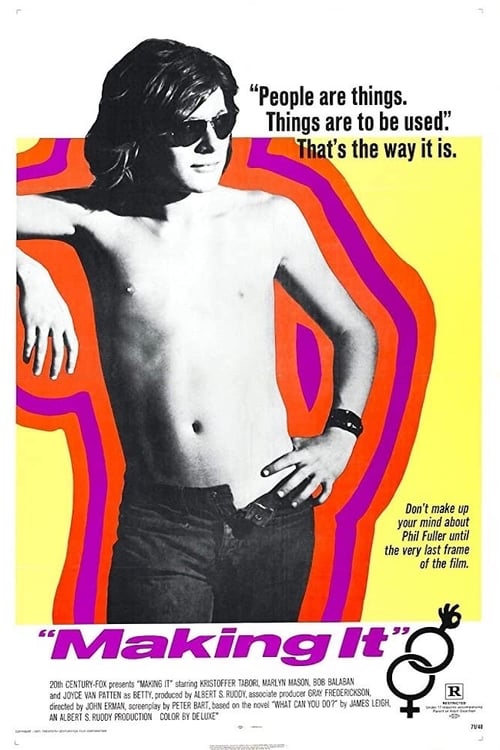 "People are things.
Things are to be used".
That's the way it is.
Don't make up
your mind about
Phil Fuller until
the very last frame
of the film.
"Making It"
20th CENTURY-FOX presents "MAKING IT" starring KRISTOFFER TABORI, MARLYN MASON, BOB BALABAN
and JOYCE VAN PATTEN as BETTY, produced by ALBERT S. RUDDY, associate producer GRAY FREDERICKSON,
directed by JOHN ERMAN, screenplay by PETER BART, based on the novel "WHAT CAN YOU DO?" by JAMES LEIGH,
AN ALBERT S. RUDDY PRODUCTION COLOR BY DE LUXE®
R
RESTRICTED
71/48